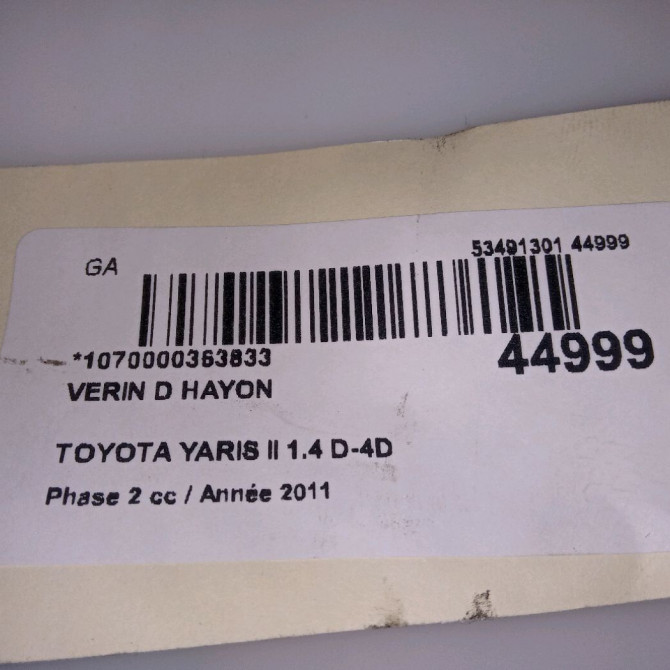 GA
53491301 44999
*1070000363833
44999
VERIN D HAYON
TOYOTA YARIS II 1.4 D-4D
Phase 2 cc / Année 2011